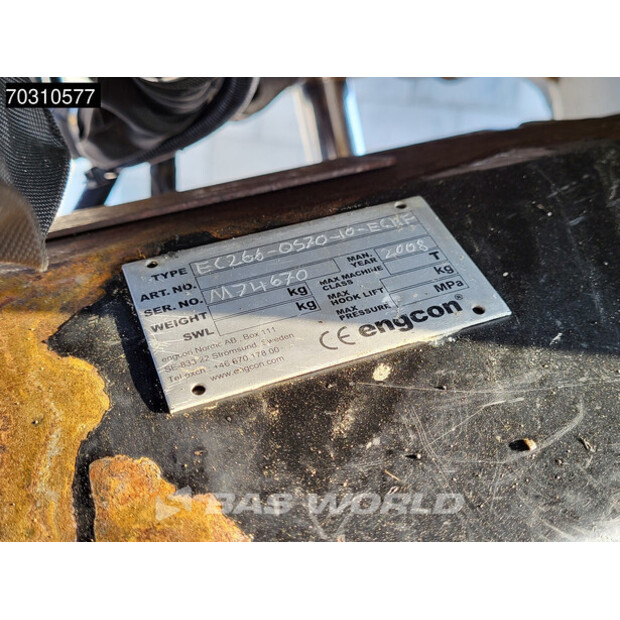 70310577
TYPE EC266-OS70-10-ECHF
ART. NO. MAN. YEAR 2008
SER. NO. M74670 MAX MACHINE CLASS T
WEIGHT kg MAX HOOK LIFT kg
SWL kg MAX PRESSURE MPa
engcon Nordic AB, Box 111
SE-833 22 Strömsund, Sweden
Tel.exch. +46 670 178 00
www.engcon.com
CE engcon®
BAS WORLD